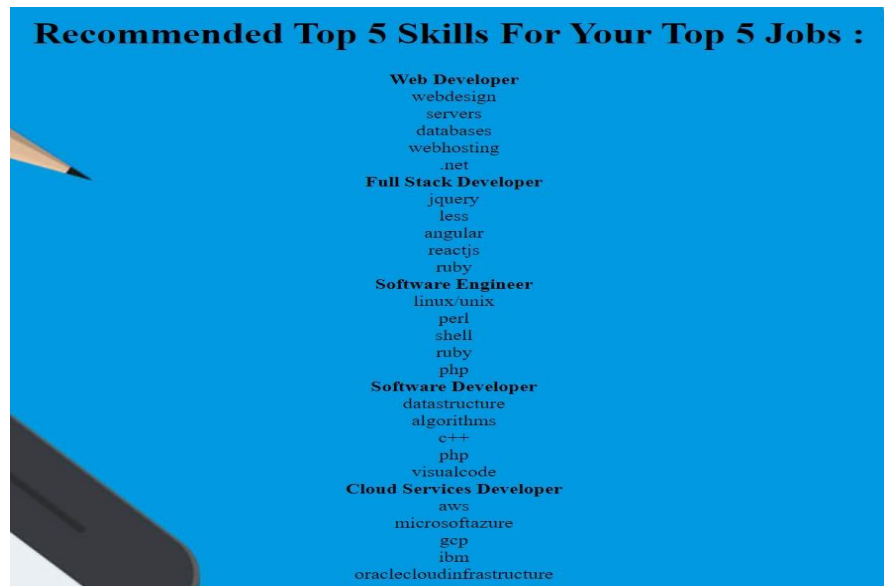 Recommended Top 5 Skills For Your Top 5 Jobs :
Web Developer
webdesign
servers
databases
webhosting
.net
Full Stack Developer
jquery
less
angular
reactjs
ruby
Software Engineer
linux/unix
perl
shell
ruby
php
Software Developer
datastructure
algorithms
c++
php
visualcode
Cloud Services Developer
aws
microsoftazure
gcp
ibm
oraclecloudinfrastructure